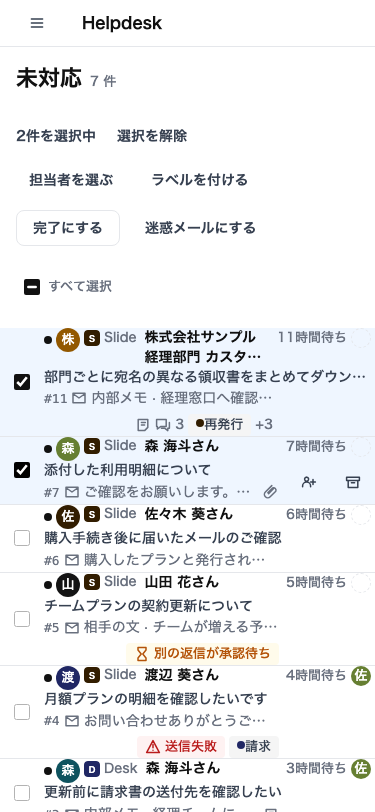 Helpdesk
未対応 7 件
2件を選択中 選択を解除
担当者を選ぶ ラベルを付ける
完了にする 迷惑メールにする
すべて選択
株 S Slide 株式会社サンプル 11時間待ち
経理部門 カスタ…
部門ごとに宛名の異なる領収書をまとめてダウン…
#11 内部メモ・経理窓口へ確認…
3 再発行 +3
森 S Slide 森 海斗さん 7時間待ち
添付した利用明細について
#7 ご確認をお願いします。…
佐 S Slide 佐々木 葵さん 6時間待ち
購入手続き後に届いたメールのご確認
#6 購入したプランと発行され…
山 S Slide 山田 花さん 5時間待ち
チームプランの契約更新について
#5 相手の文・チームが増える予…
別の返信が承認待ち
渡 S Slide 渡辺 葵さん 4時間待ち 佐
月額プランの明細を確認したいです
#4 お問い合わせありがとうご…
送信失敗 請求
森 D Desk 森 海斗さん 3時間待ち 佐
更新前に請求書の送付先を確認したい